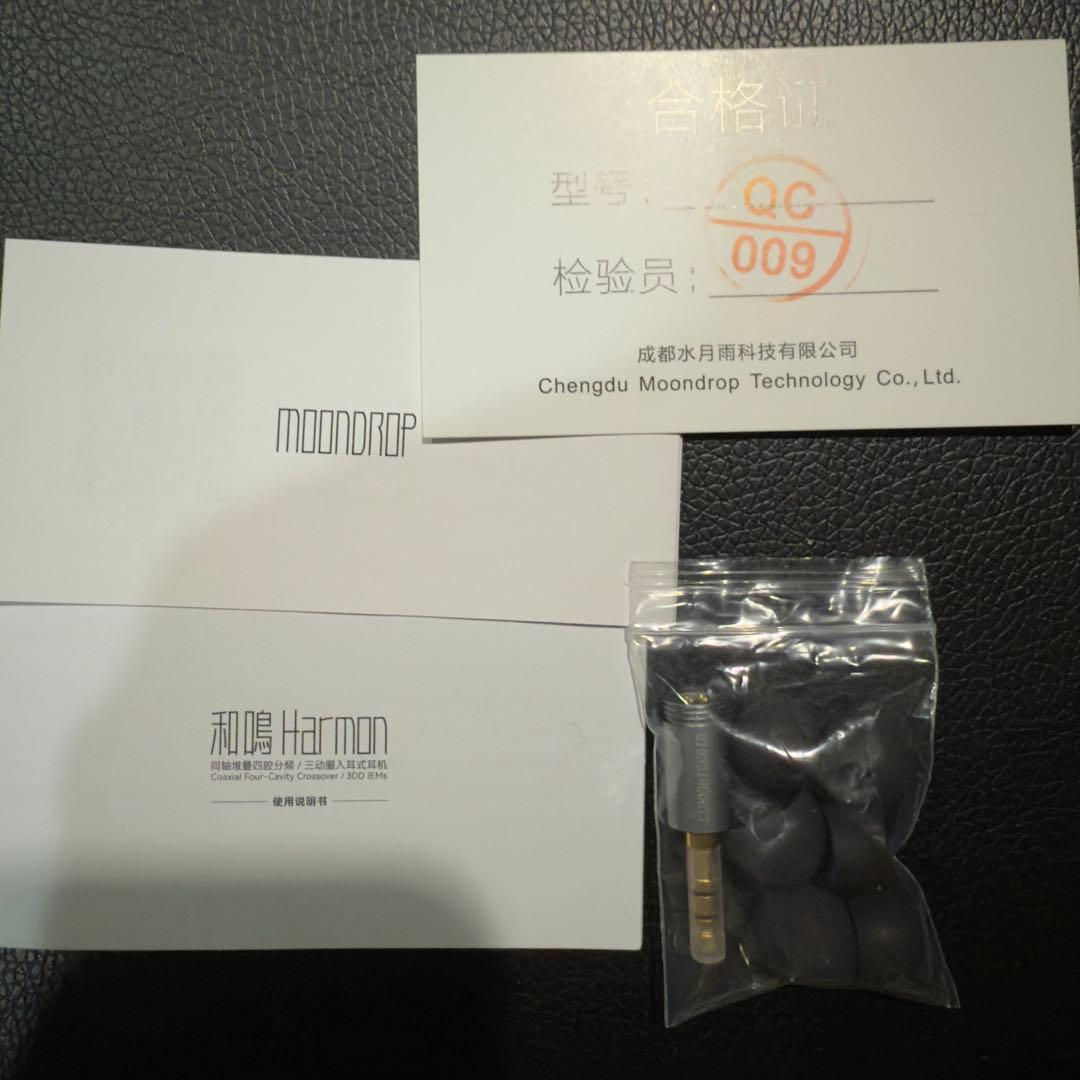 合格证
型号：
QC
009
检验员：
成都水月雨科技有限公司
Chengdu Moondrop Technology Co., Ltd.
MOONDROP
和鳴 Harmon
同轴堆叠四腔分频 / 三动圈入耳式耳机
Coaxial Four-Cavity Crossover / 3DD IEMs
使用说明书